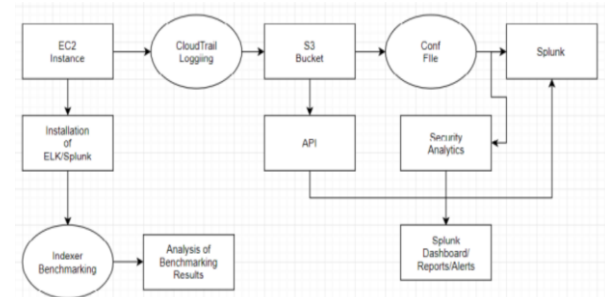 EC2
Instance
CloudTrail
Loggiing
S3
Bucket
Conf
FIle
Splunk
Installation
of
ELK/Splunk
API
Security
Analytics
Indexer
Benchmarking
Analysis of
Benchmarking
Results
Splunk
Dashboard/
Reports/Alerts